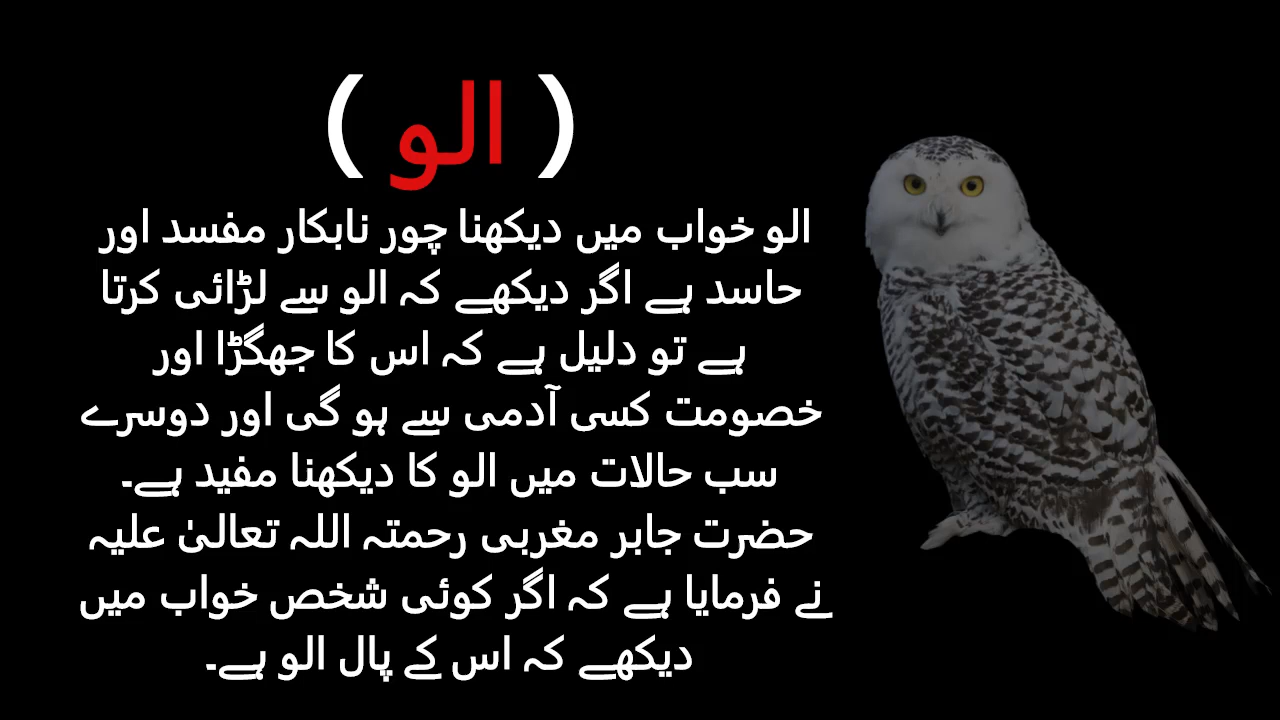 ( الو )
الو خواب میں دیکھنا چور نابکار مفسد اور
حاسد ہے اگر دیکھے کہ الو سے لڑائی کرتا
ہے تو دلیل ہے کہ اس کا جھگڑا اور
خصومت کسی آدمی سے ہو گی اور دوسرے
سب حالات میں الو کا دیکھنا مفید ہے۔
حضرت جابر مغربی رحمتہ اللہ تعالیٰ علیہ
نے فرمایا ہے کہ اگر کوئی شخص خواب میں
دیکھے کہ اس کے پال الو ہے۔